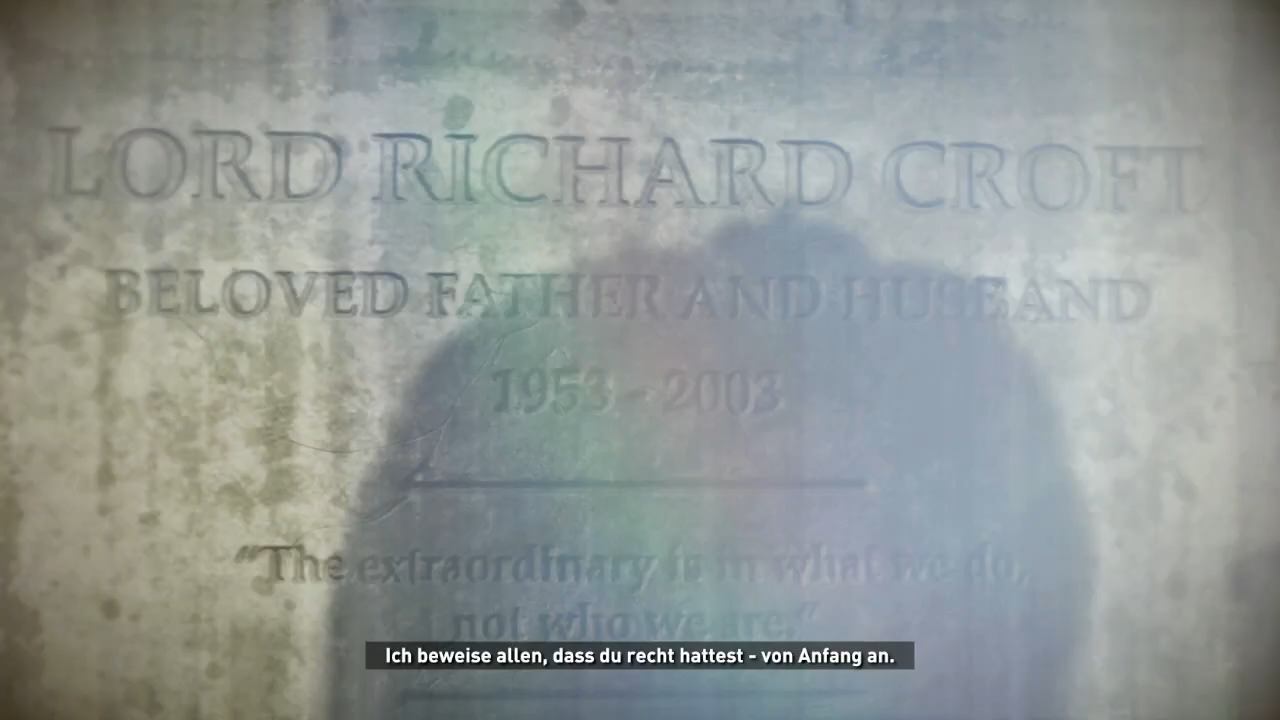 LORD RICHARD CROFT
BELOVED FATHER AND HUSBAND
1953 - 2003
"The extraordinary is in what we do,
not who we are."
Ich beweise allen, dass du recht hattest - von Anfang an.